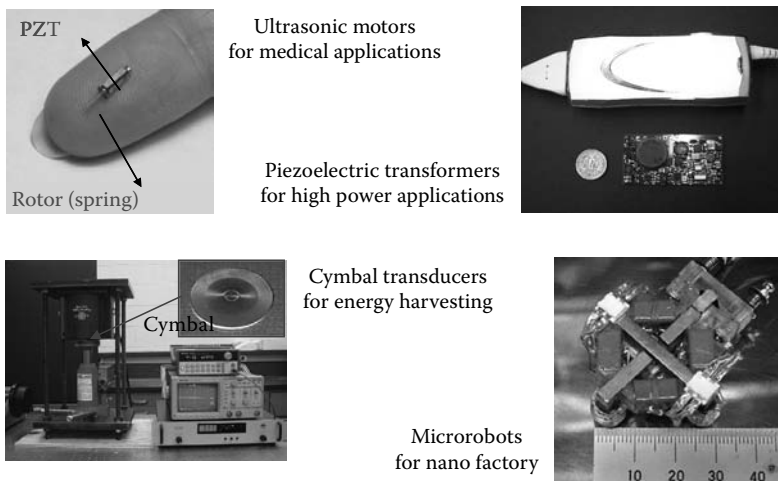 PZT
Ultrasonic motors
for medical applications
Piezoelectric transformers
for high power applications
Rotor (spring)
Cymbal transducers
for energy harvesting
Cymbal
Microrobots
for nano factory
10 20 30 40